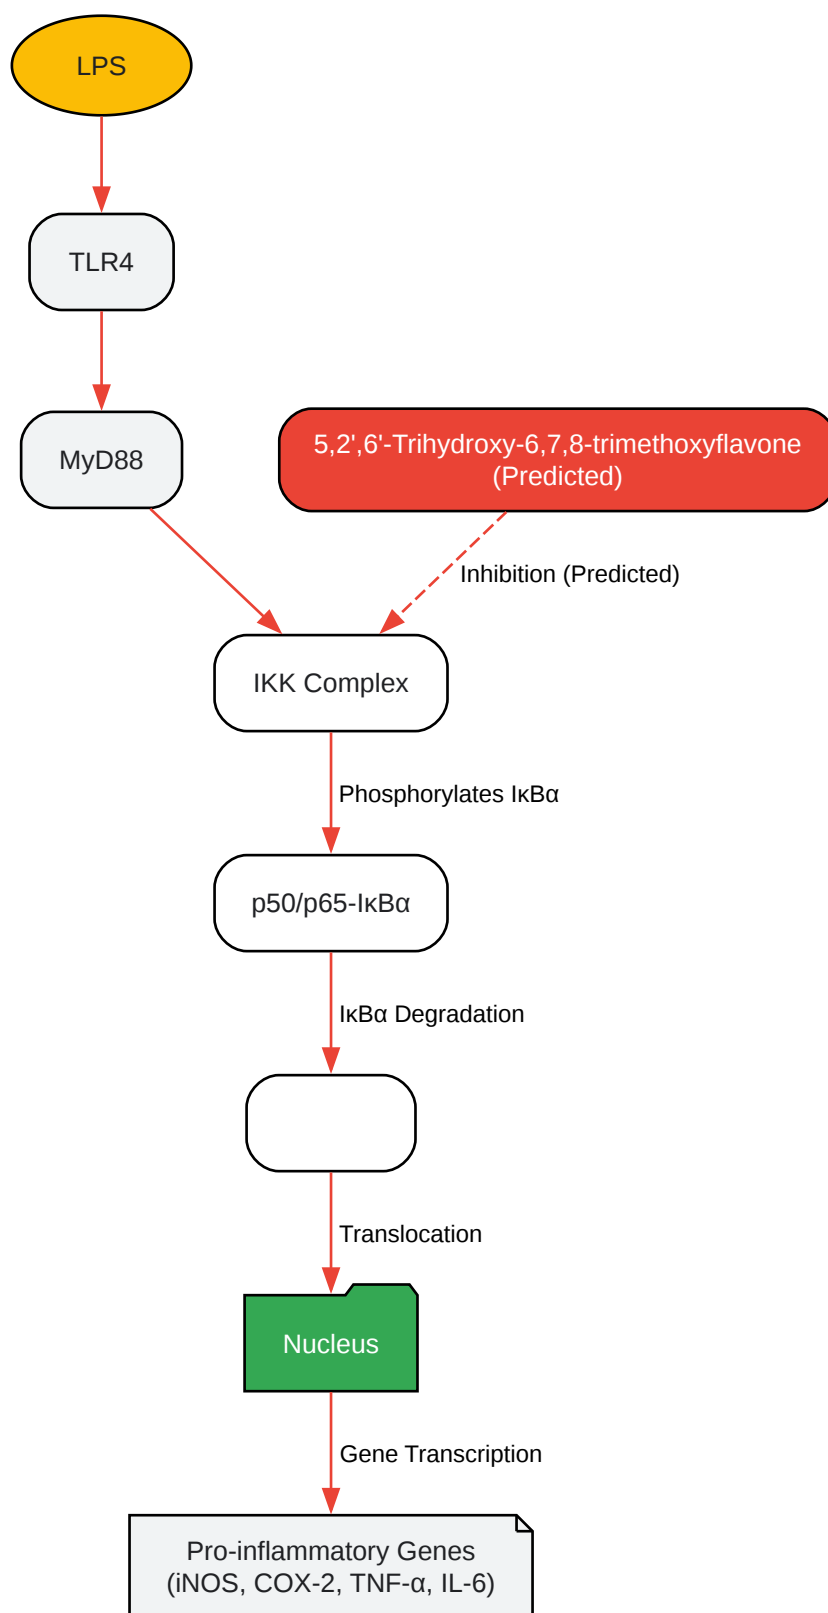 LPS
TLR4
MyD88
5,2',6'-Trihydroxy-6,7,8-trimethoxyflavone
(Predicted)
Inhibition (Predicted)
IKK Complex
Phosphorylates IκBα
p50/p65-IκBα
IκBα Degradation
Translocation
Nucleus
Gene Transcription
Pro-inflammatory Genes
(iNOS, COX-2, TNF-α, IL-6)